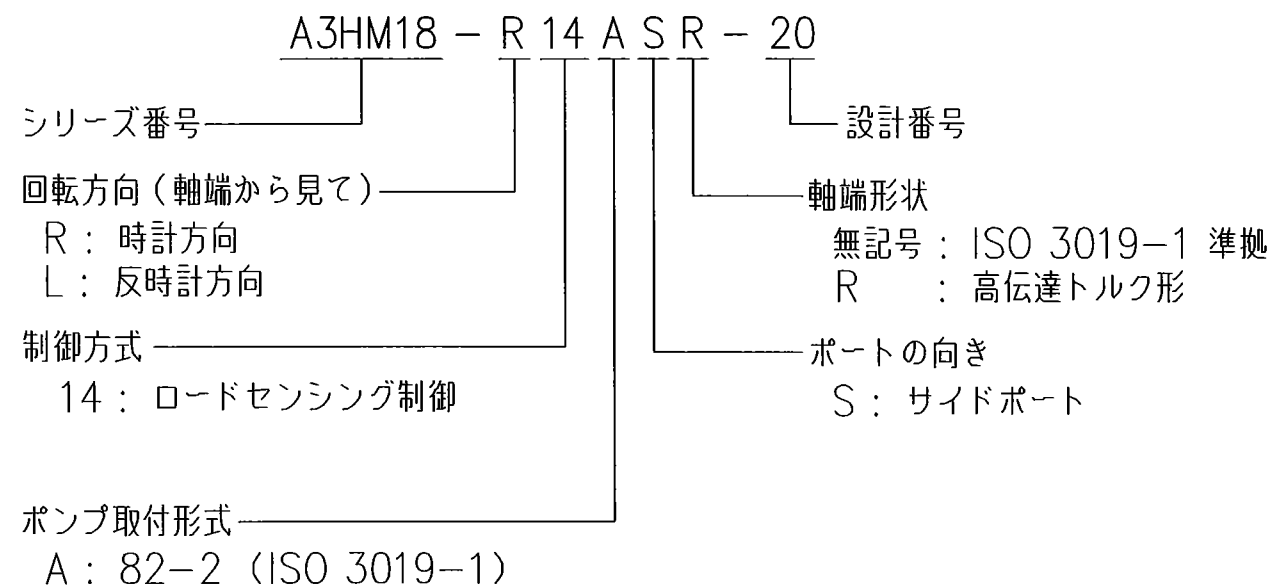 A3HM18-R14ASR-20
シリーズ番号
設計番号
回転方向(軸端から見て)
R: 時計方向
L: 反時計方向
軸端形状
無記号: ISO 3019-1 準拠
R : 高伝達トルク形
制御方式
14: ロードセンシング制御
ポートの向き
S: サイドポート
ポンプ取付形式
A: 82-2 (ISO 3019-1)